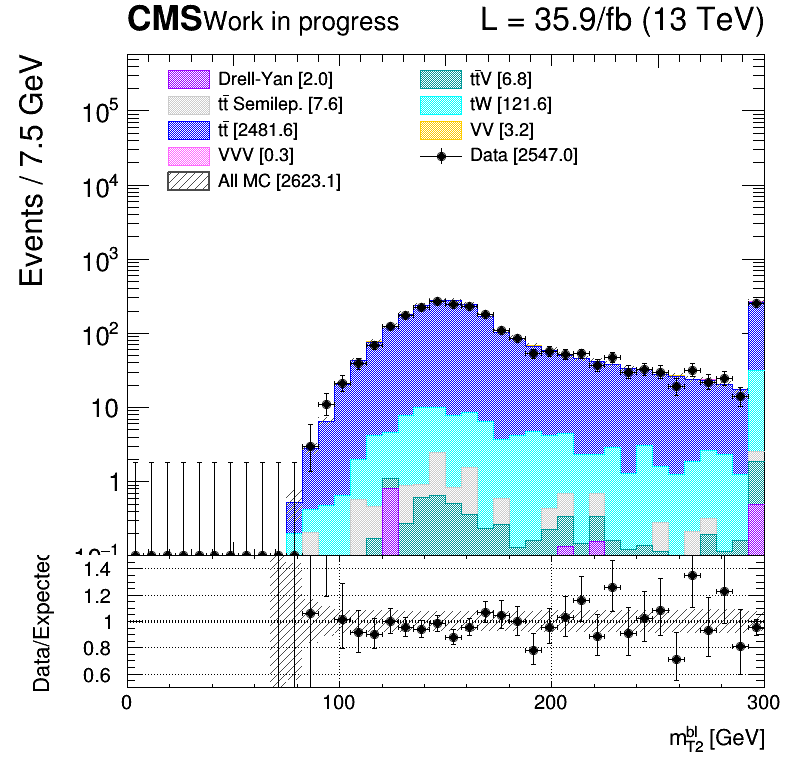 CMS Work in progress L = 35.9/fb (13 TeV)
Events / 7.5 GeV
Drell-Yan [2.0]
tt̄ Semilep. [7.6]
tt̄ [2481.6]
VVV [0.3]
All MC [2623.1]
tt̄V [6.8]
tW [121.6]
VV [3.2]
Data [2547.0]
10⁵
10⁴
10³
10²
10
1
10⁻¹
Data/Expected
1.4
1.2
1
0.8
0.6
0 100 200 300
m_{T2}^{bl} [GeV]